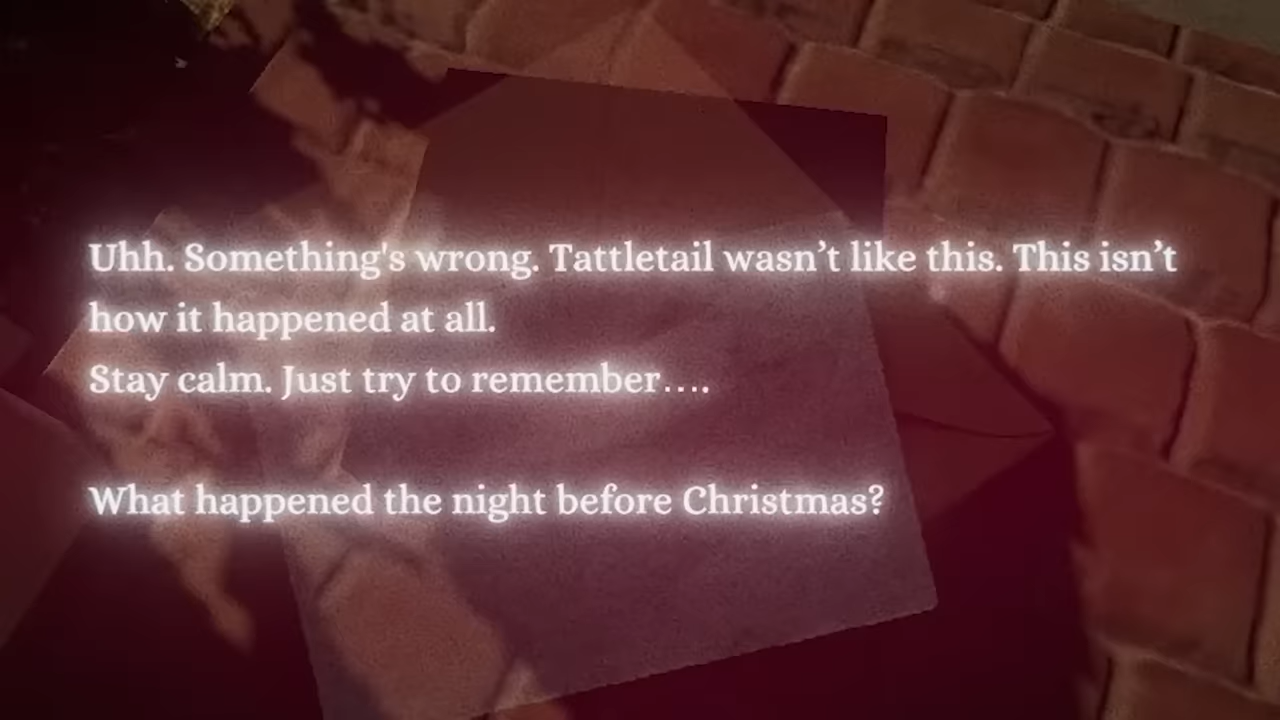 Uhh. Something's wrong. Tattletail wasn’t like this. This isn’t
how it happened at all.
Stay calm. Just try to remember….
What happened the night before Christmas?